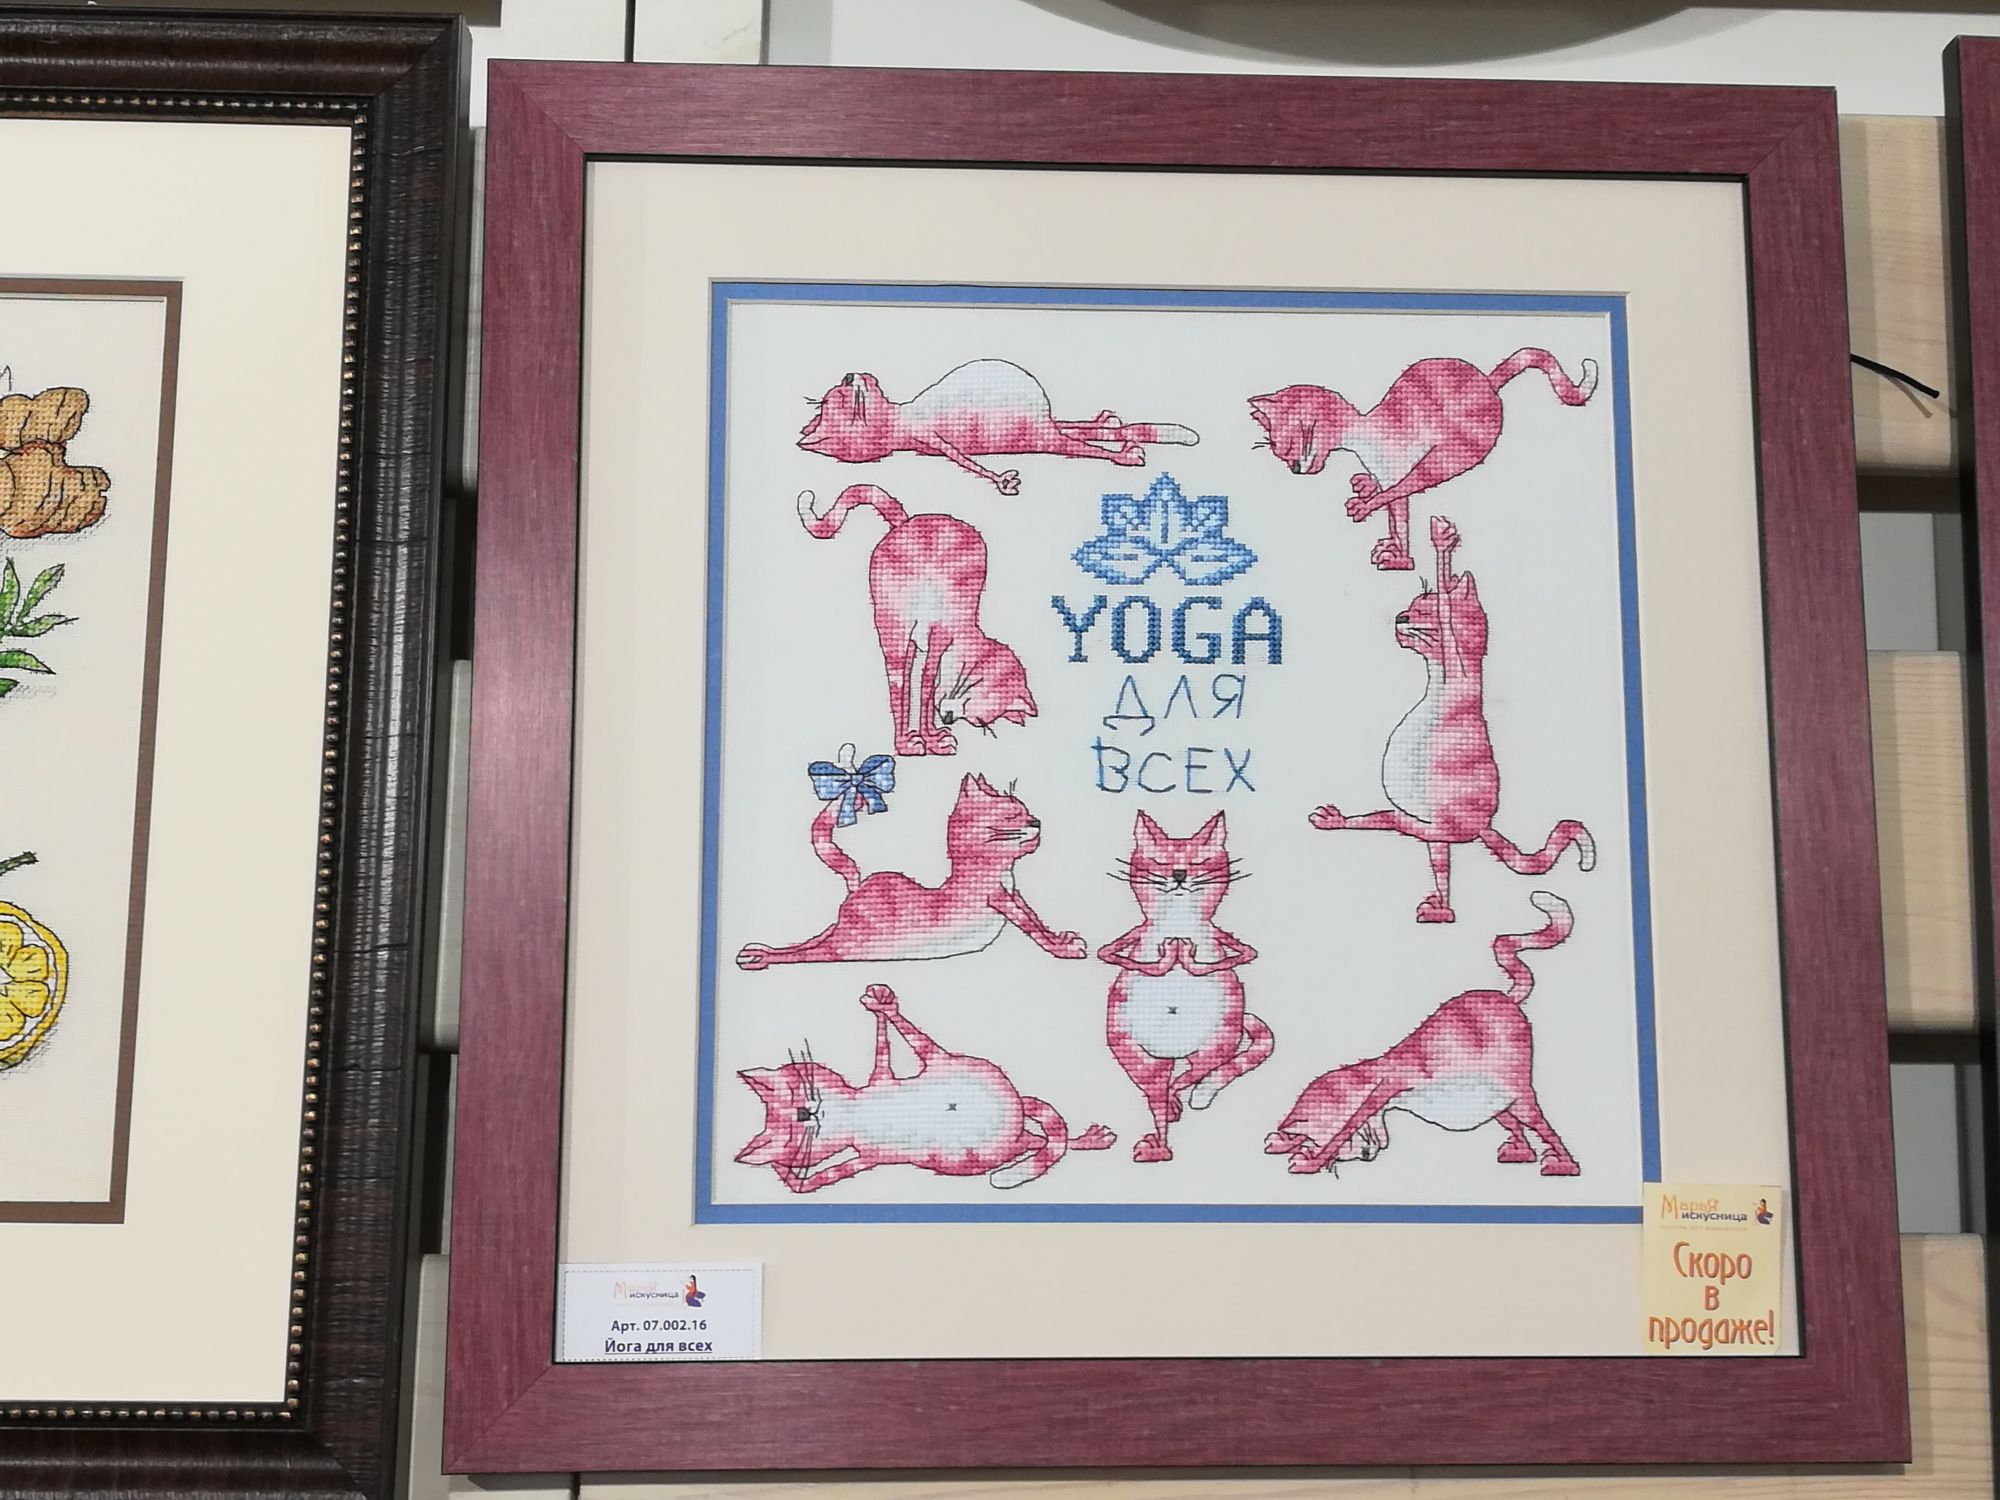 YOGA
ДЛЯ
ВСЕХ
МарьЯ
искусница
Арт. 07.002.16
Йога для всех
МарьЯ
искусница
Скоро
в
продаже!